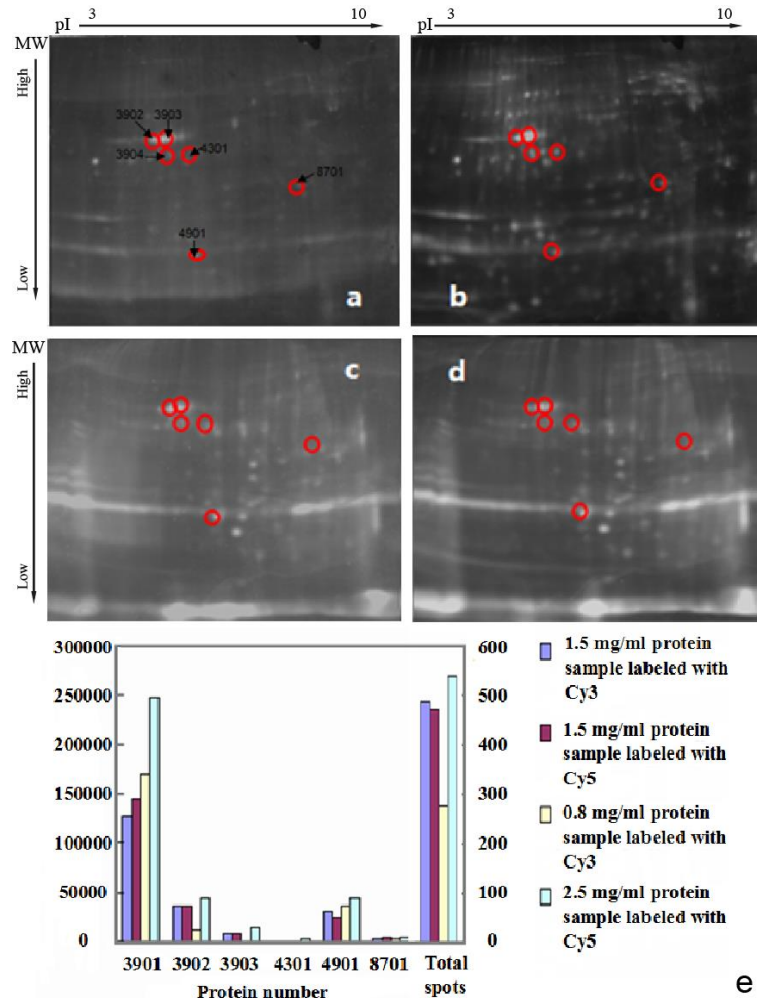 3 10 3 10
pI pI
MW
High
3902 3903
3904 4301
8701
4901
Low
a b
MW
High
c d
Low
300000 600
250000 500
200000 400
150000 300
100000 200
50000 100
0 0
3901 3902 3903 4301 4901 8701 Total spots
Protein number
1.5 mg/ml protein
sample labeled with
Cy3
1.5 mg/ml protein
sample labeled with
Cy5
0.8 mg/ml protein
sample labeled with
Cy3
2.5 mg/ml protein
sample labeled with
Cy5
e